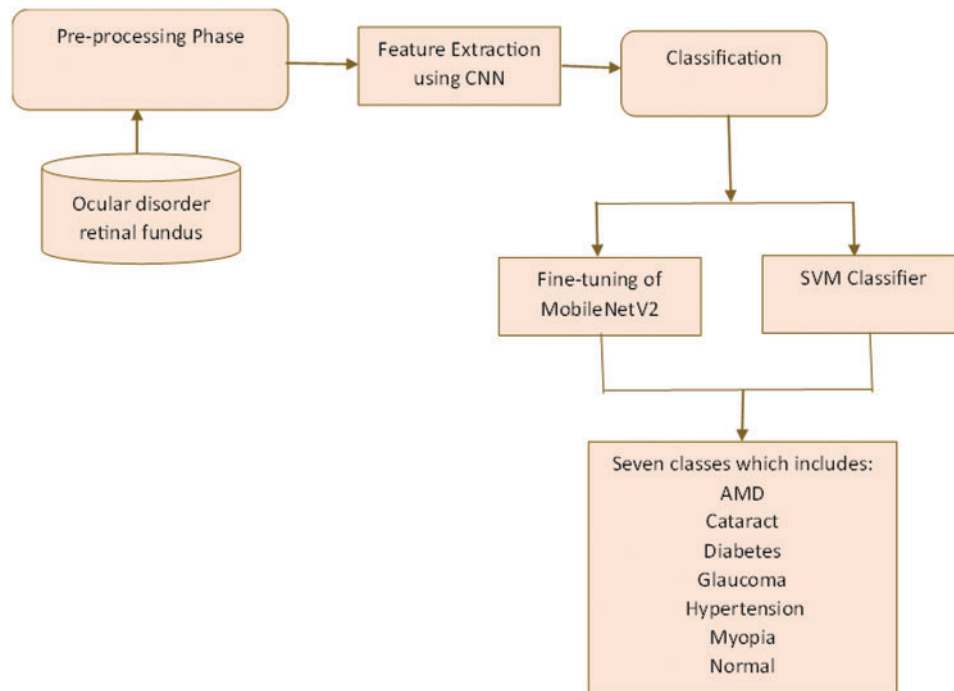 Pre-processing Phase
Feature Extraction
using CNN
Classification
Ocular disorder
retinal fundus
Fine-tuning of
MobileNetV2
SVM Classifier
Seven classes which includes:
AMD
Cataract
Diabetes
Glaucoma
Hypertension
Myopia
Normal